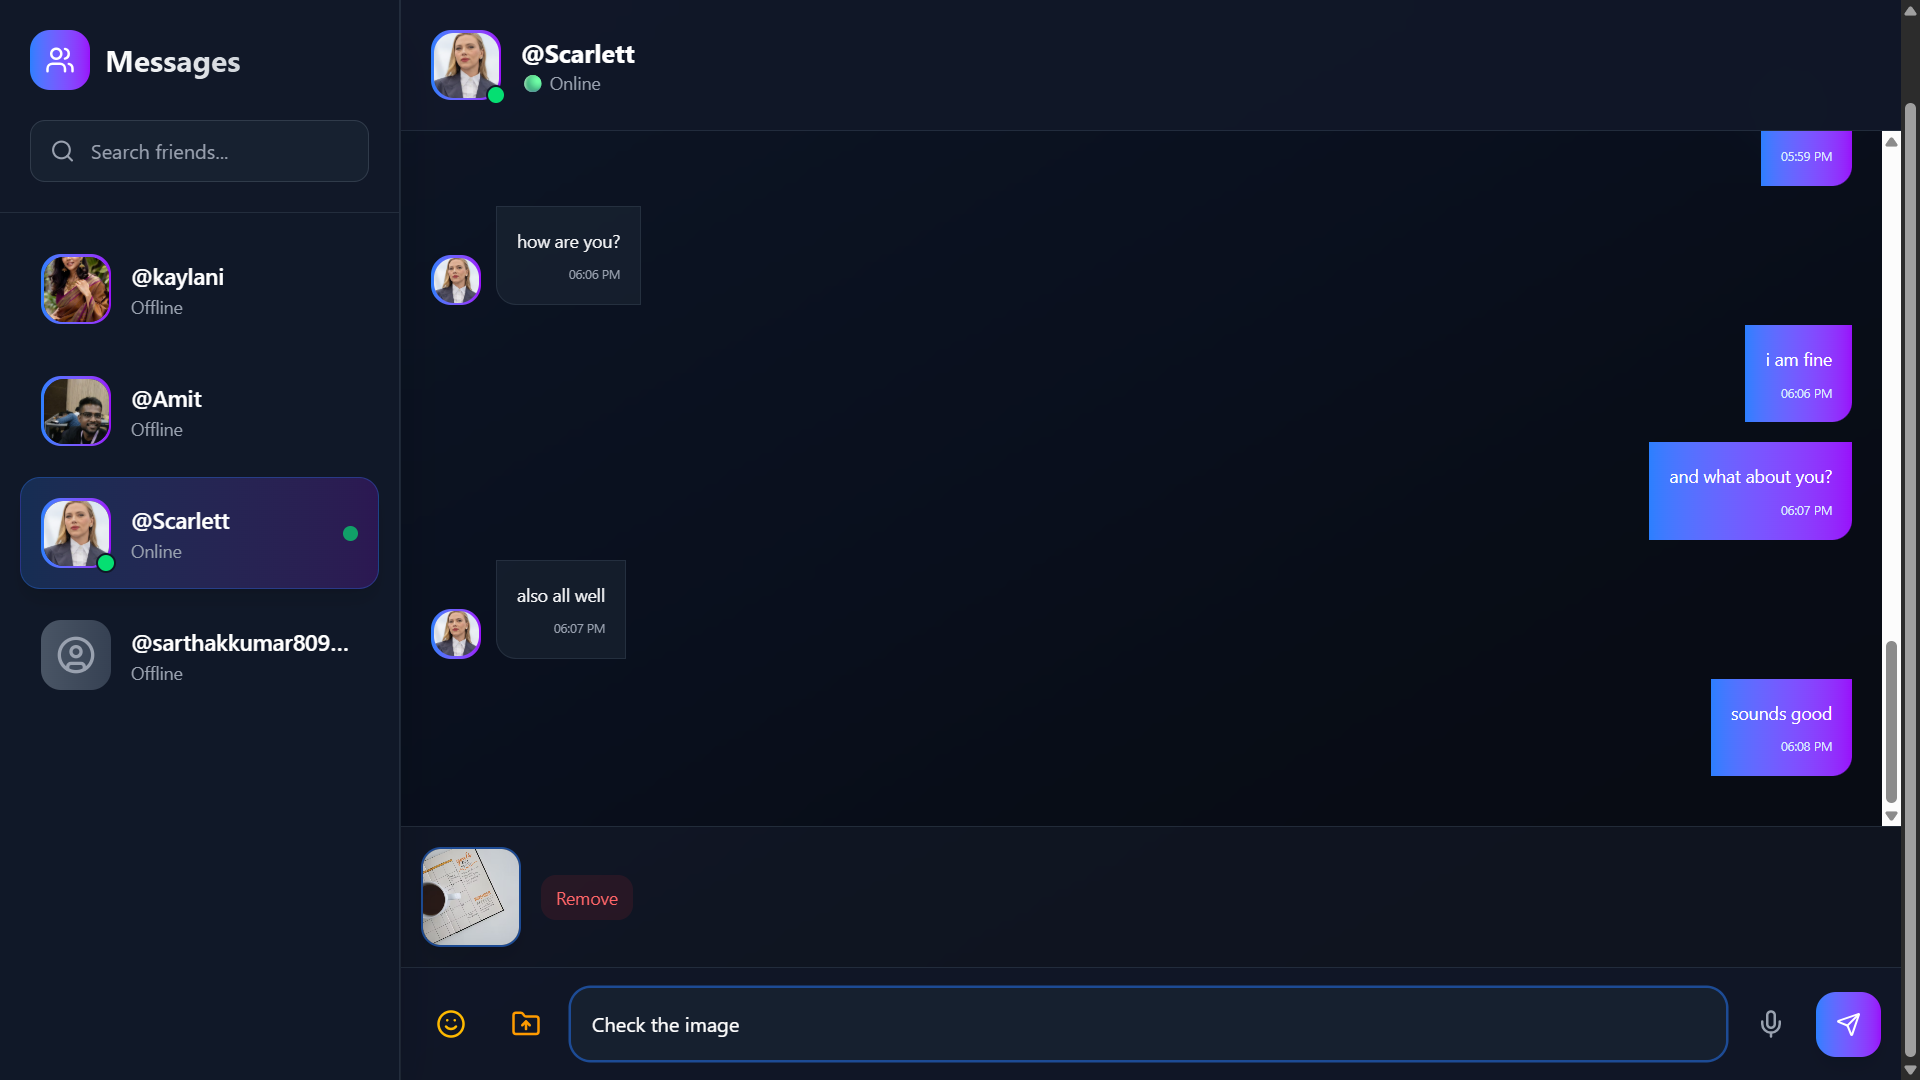 Messages
Search friends...
@kaylani
Offline
@Amit
Offline
@Scarlett
Online
@sarthakkumar809...
Offline
@Scarlett
Online
05:59 PM
how are you?
06:06 PM
i am fine
06:06 PM
and what about you?
06:07 PM
also all well
06:07 PM
sounds good
06:08 PM
Remove
Check the image